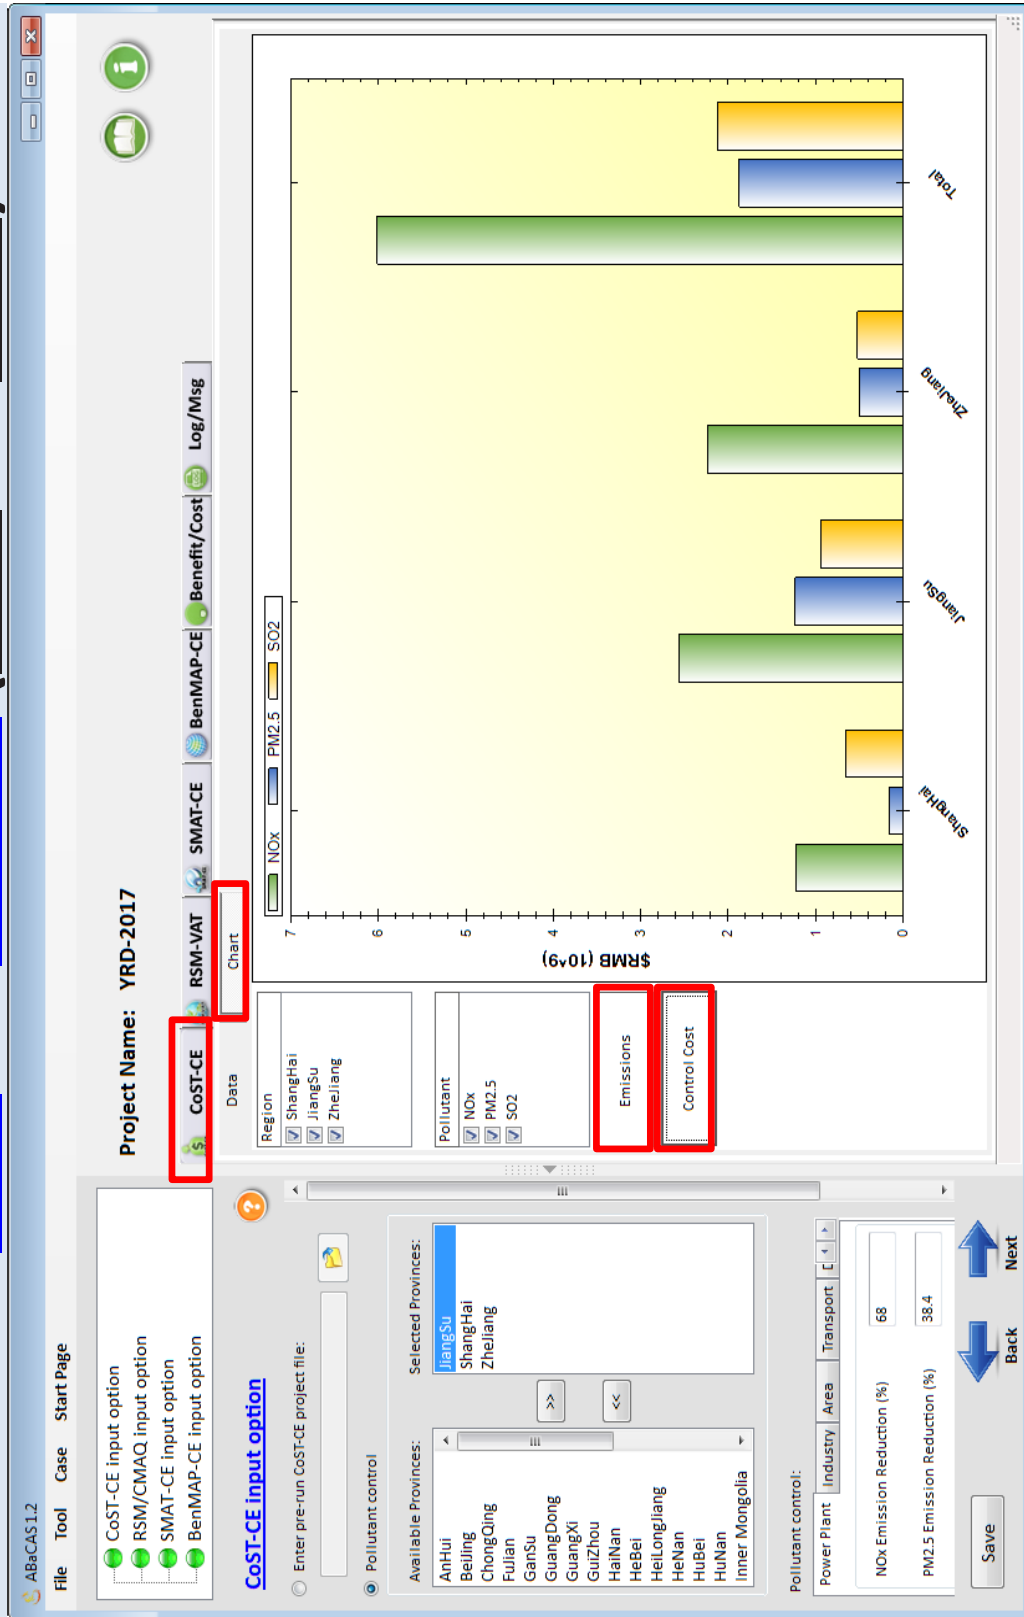 ABaCAS 1.2
File Tool Case Start Page
CoST-CE input option
RSM/CMAQ input option
SMAT-CE input option
BenMAP-CE input option
CoST-CE input option
Enter pre-run CoST-CE project file:
Pollutant control
Available Provinces:
AnHui
BeiJing
ChongQing
FuJian
GanSu
GuangDong
GuangXi
GuiZhou
HaiNan
HeBei
HeiLongJiang
HeNan
HuBei
HuNan
Inner Mongolia
>>
<<
Selected Provinces:
JiangSu
ShangHai
ZheJiang
Pollutant control:
Power Plant Industry Area Transport
NOx Emission Reduction (%) 68
PM2.5 Emission Reduction (%) 38.4
Save Back Next
Project Name: YRD-2017
CoST-CE RSM-VAT SMAT-CE BenMAP-CE Benefit/Cost Log/Msg
Data Chart
Region
ShangHai
JiangSu
ZheJiang
Pollutant
NOx
PM2.5
SO2
Emissions
Control Cost
NOx PM2.5 SO2
$RMB (10^9)
7
6
5
4
3
2
1
0
ShangHai JiangSu ZheJiang Total